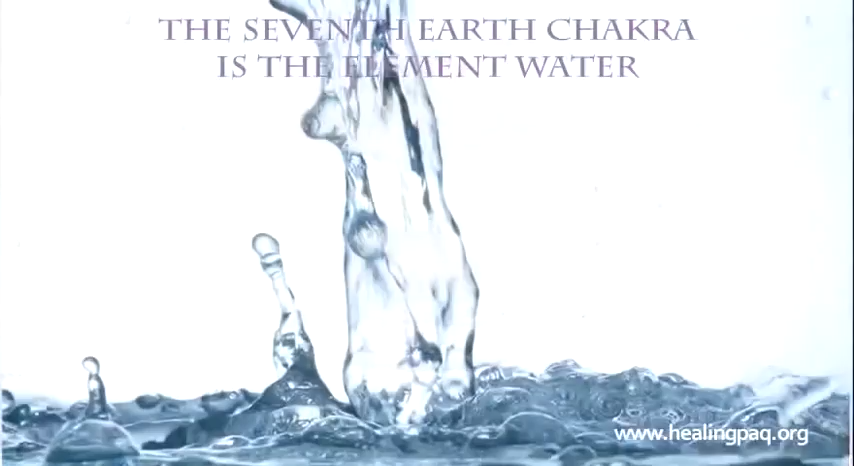 THE SEVENTH EARTH CHAKRA
IS THE ELEMENT WATER
www.healingpaq.org